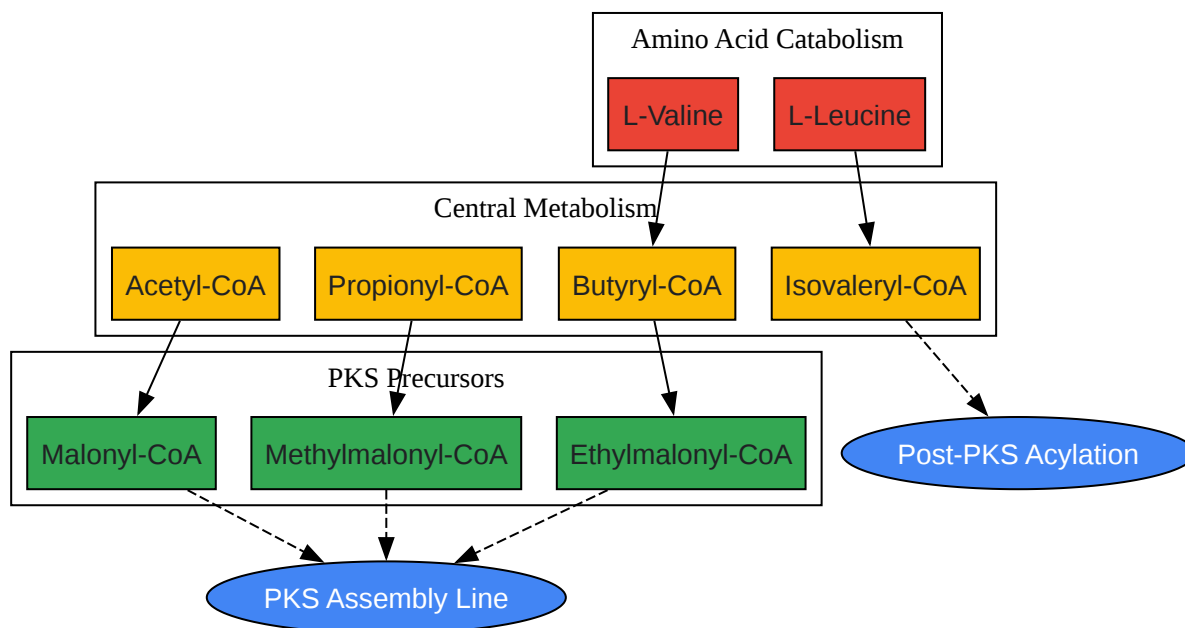 Amino Acid Catabolism
L-Valine
L-Leucine
Central Metabolism
Acetyl-CoA
Propionyl-CoA
Butyryl-CoA
Isovaleryl-CoA
PKS Precursors
Malonyl-CoA
Methylmalonyl-CoA
Ethylmalonyl-CoA
Post-PKS Acylation
PKS Assembly Line